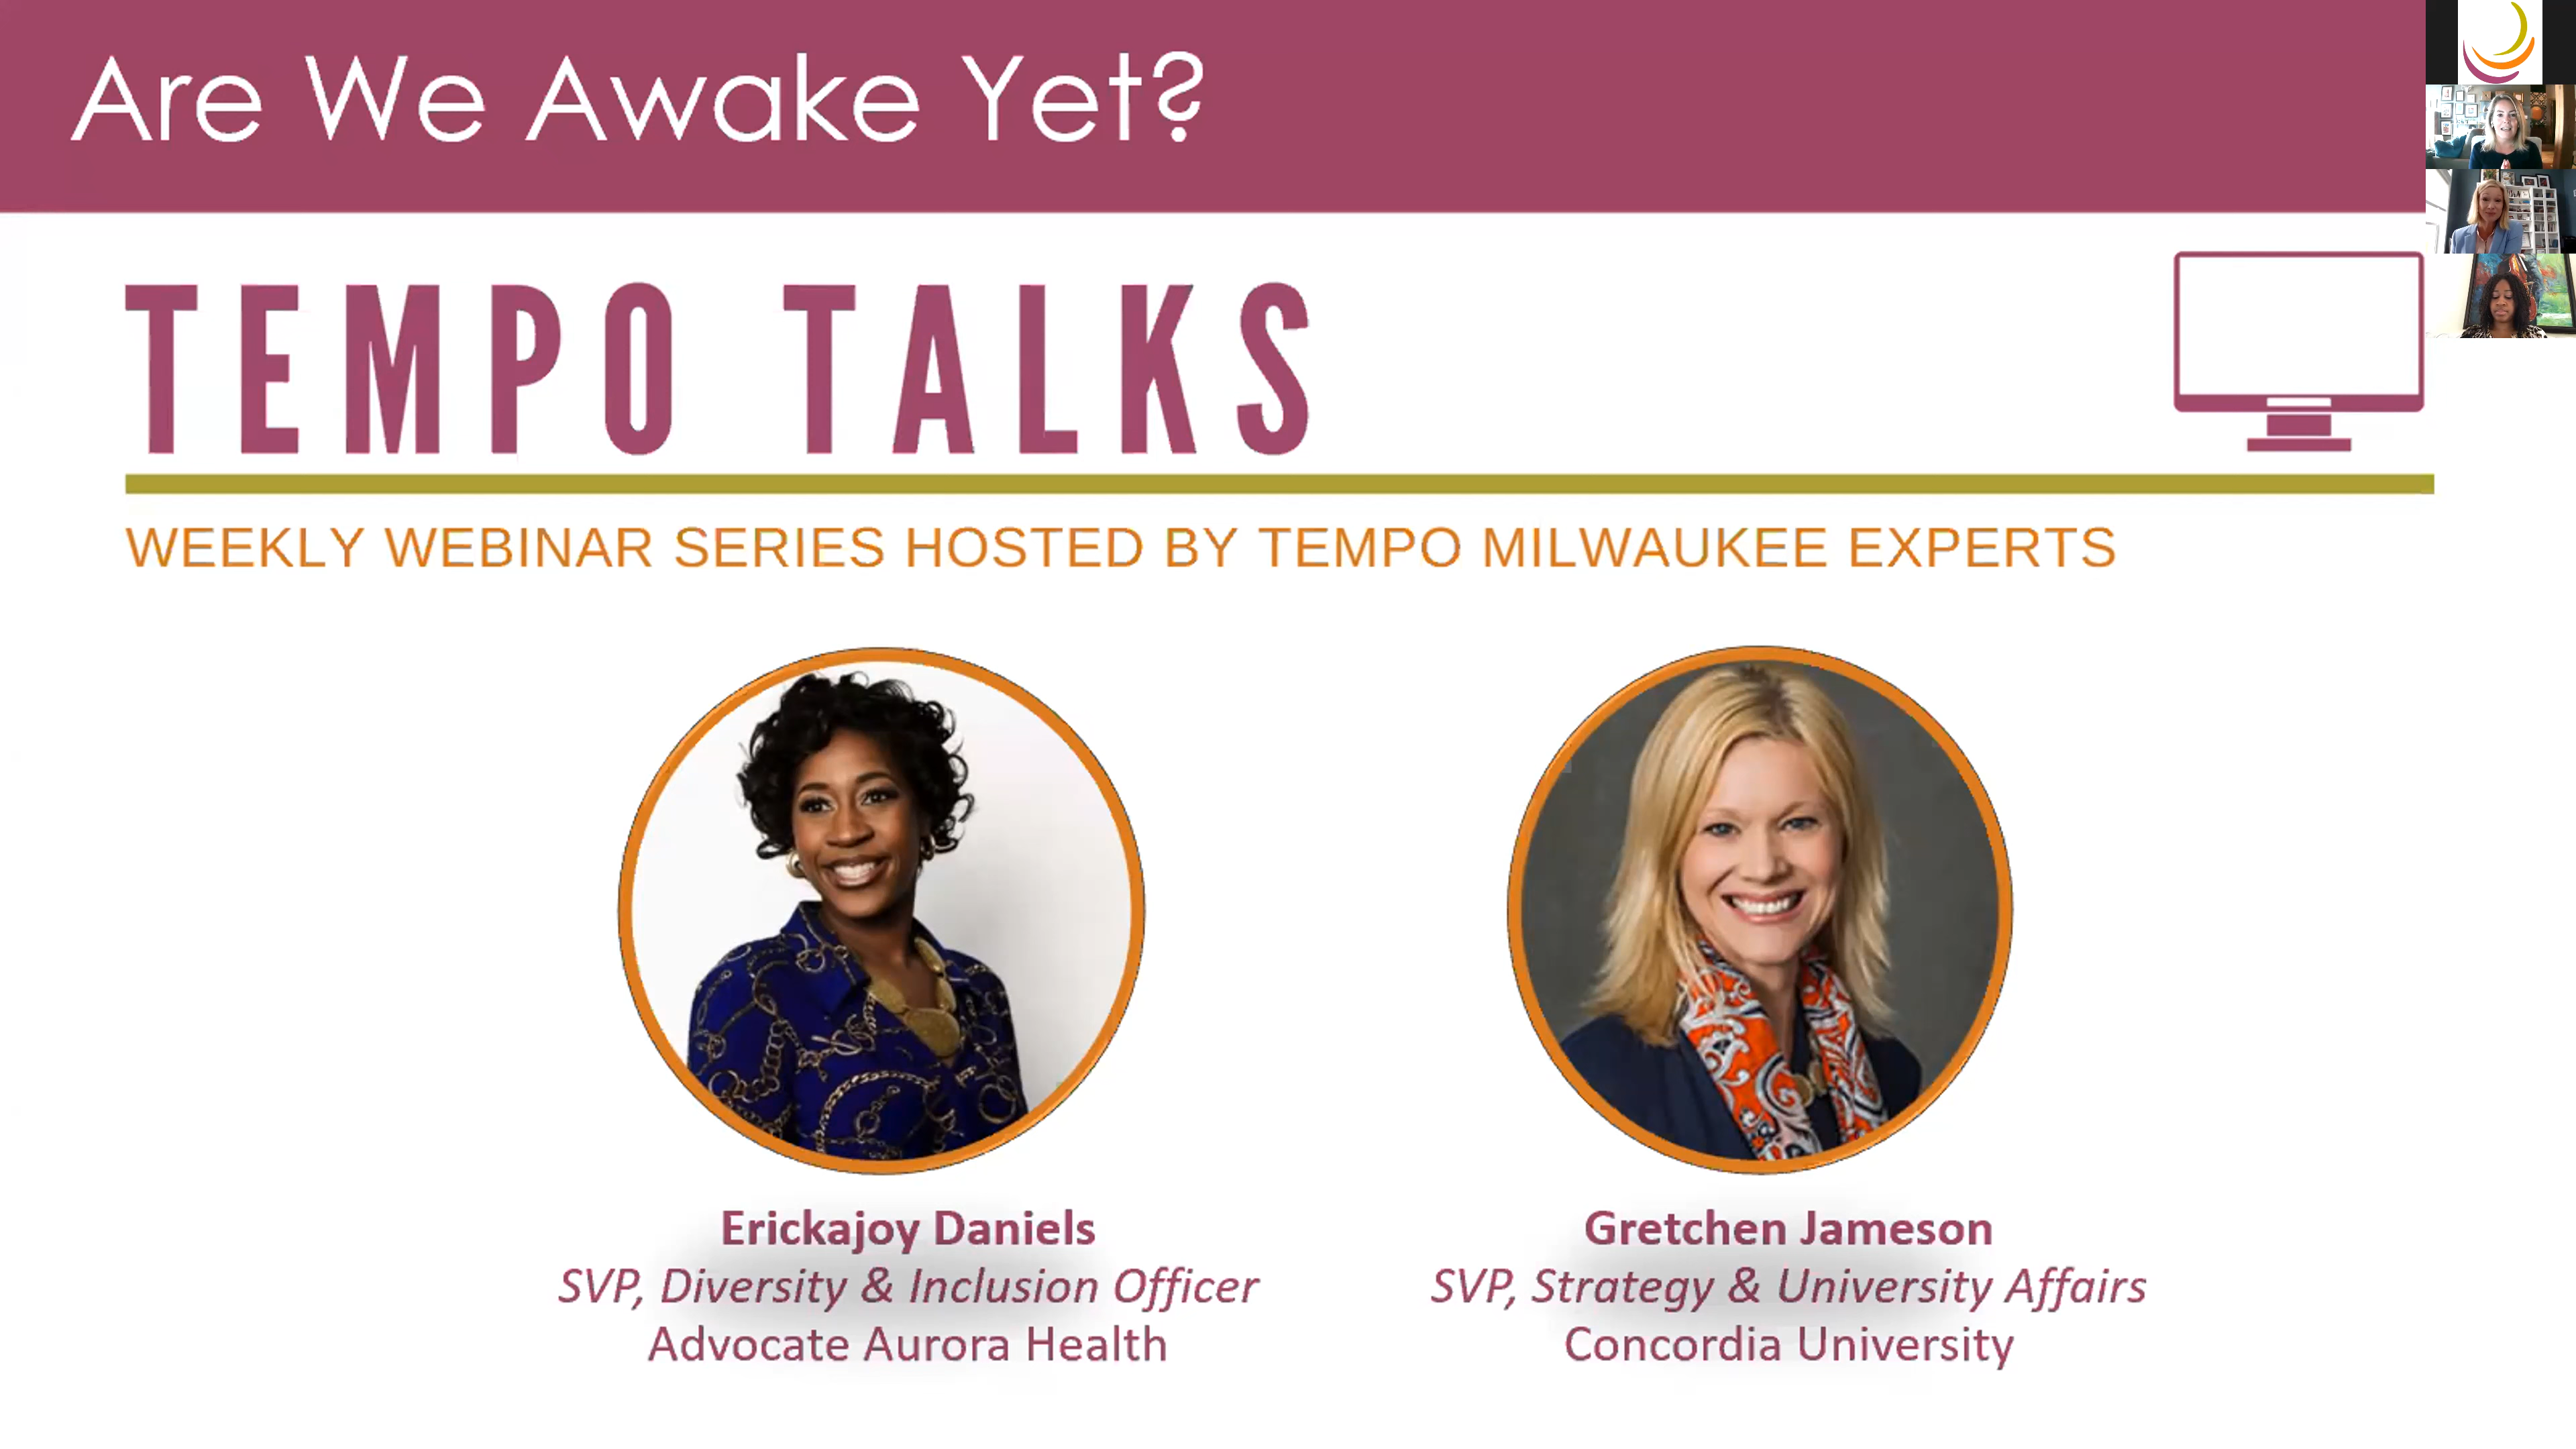 Are We Awake Yet?
TEMPO TALKS
WEEKLY WEBINAR SERIES HOSTED BY TEMPO MILWAUKEE EXPERTS
Erickajoy Daniels
SVP, Diversity & Inclusion Officer
Advocate Aurora Health
Gretchen Jameson
SVP, Strategy & University Affairs
Concordia University